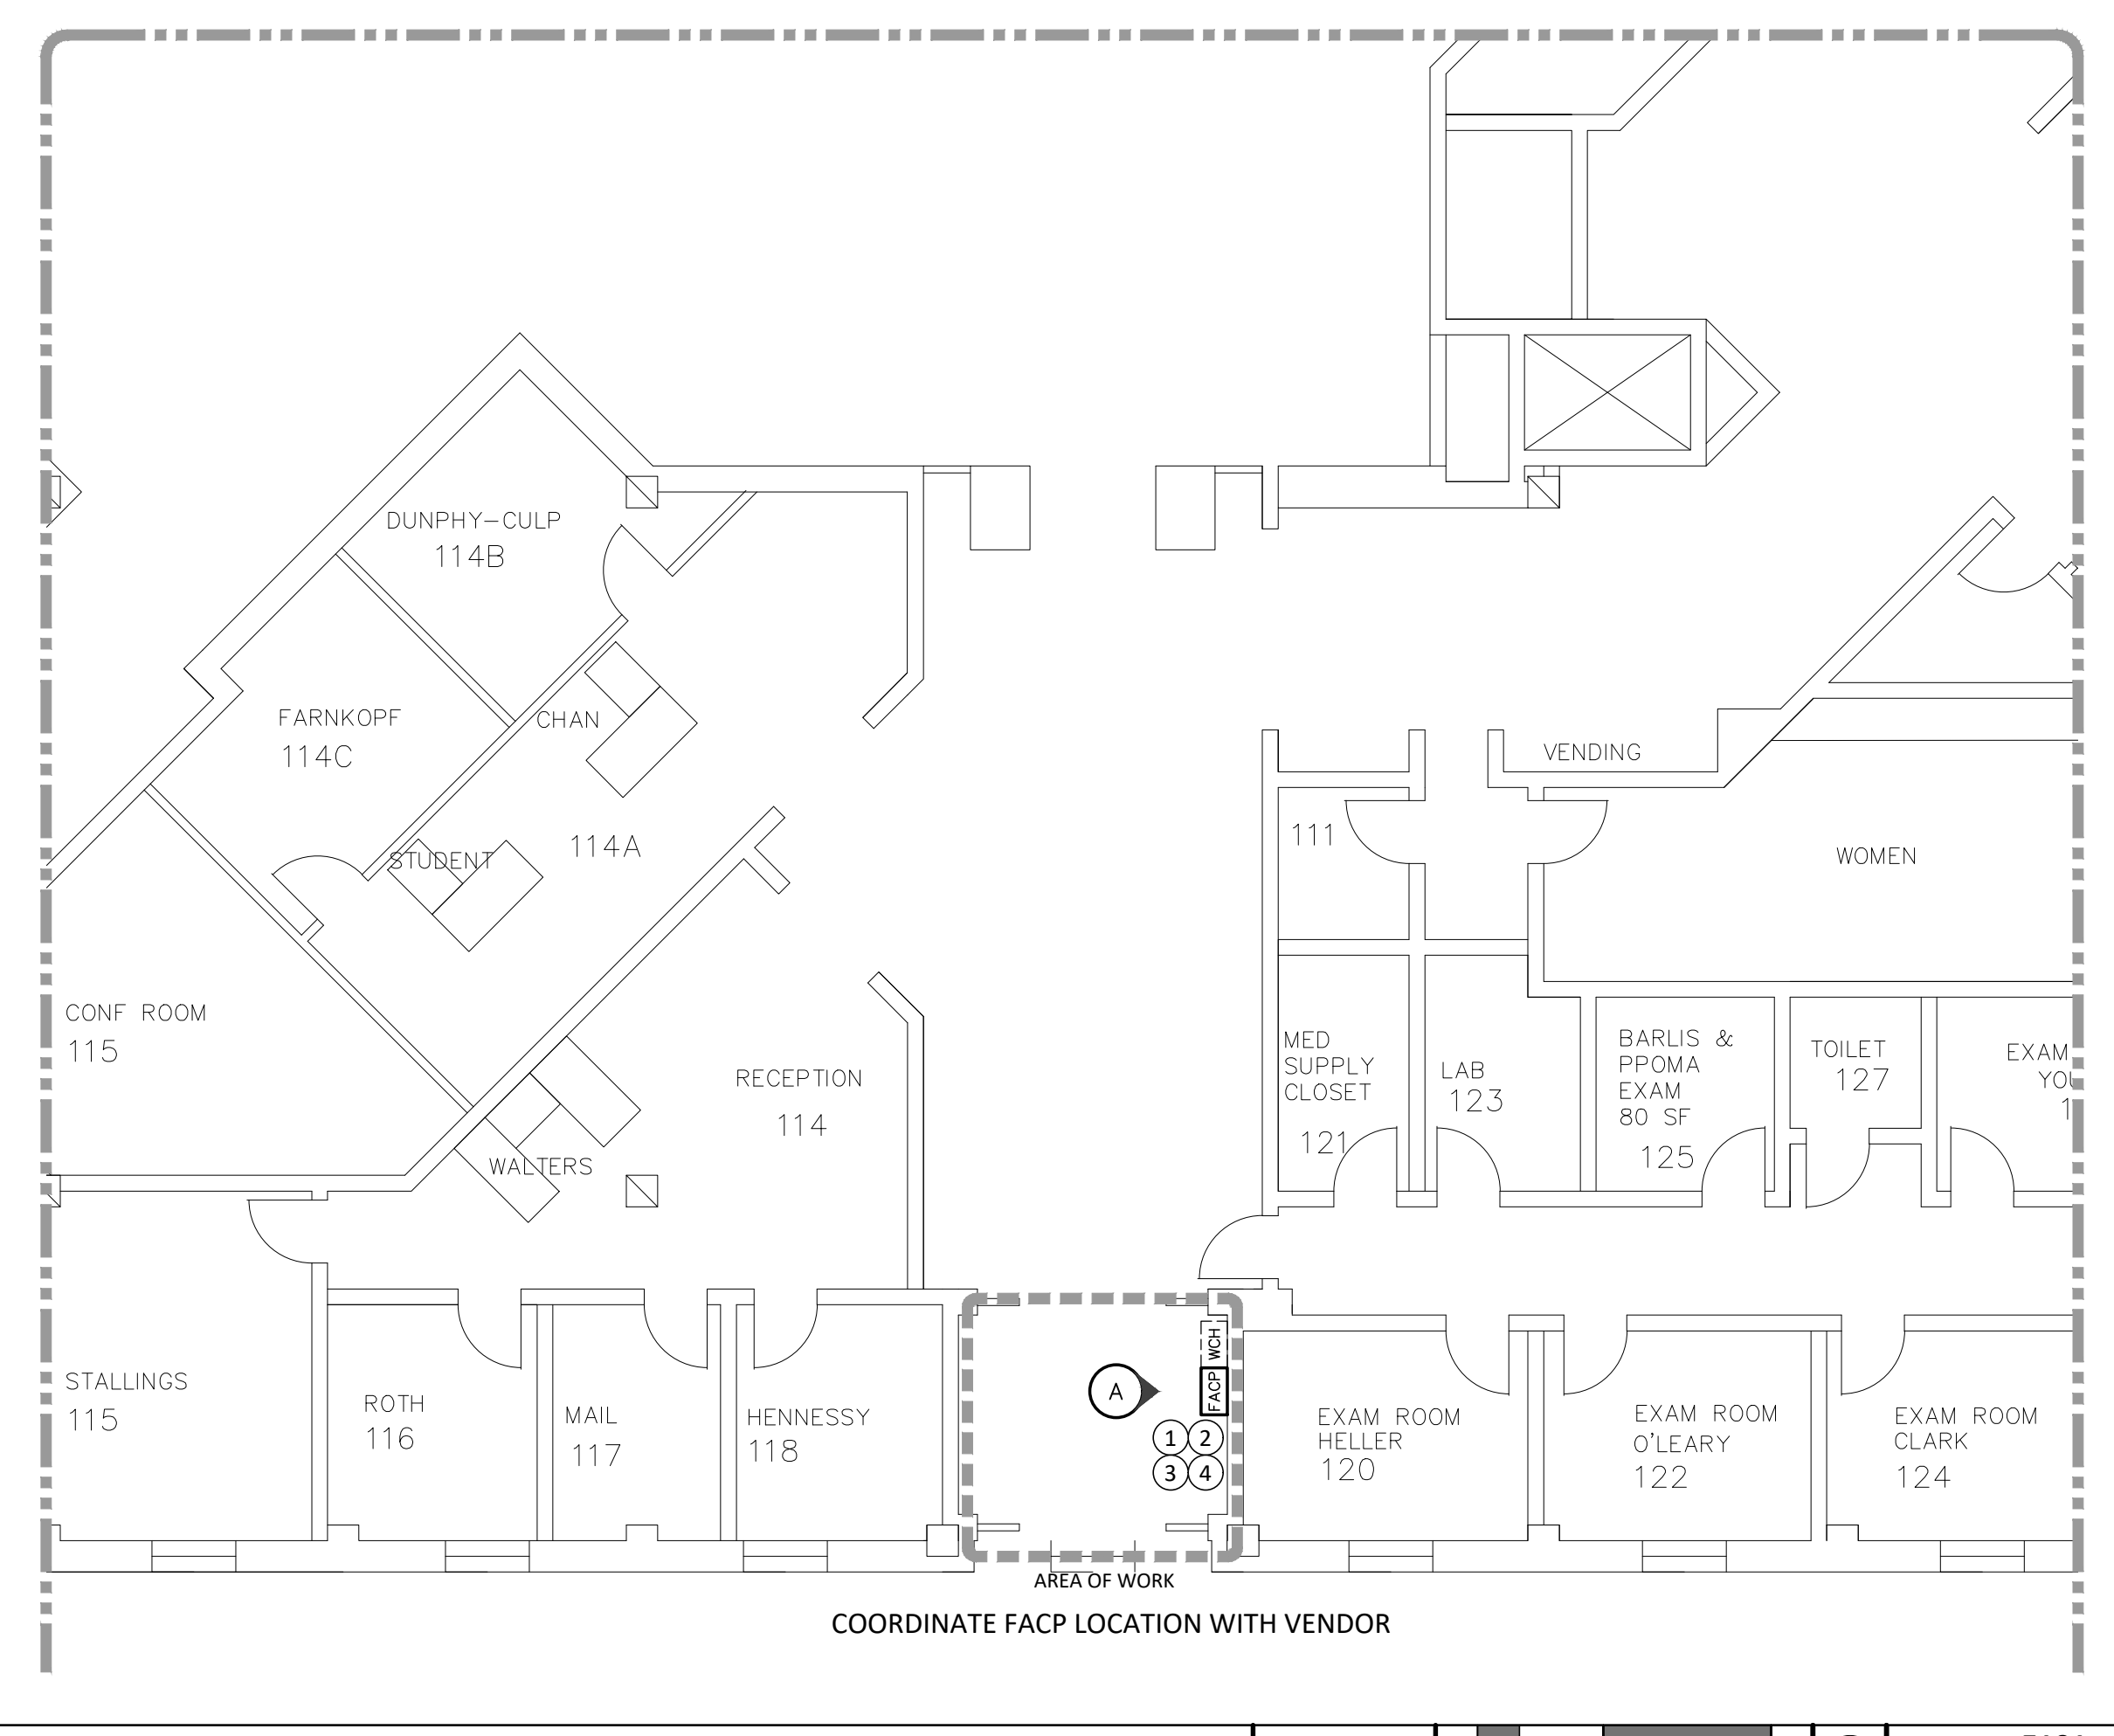 DUNPHY-CULP
114B
FARNKOPF
114C
CHAN
VENDING
111
STUDENT
114A
WOMEN
CONF ROOM
115
RECEPTION
114
WALTERS
MED
SUPPLY
CLOSET
121
LAB
123
BARLIS &
PPOMA
EXAM
80 SF
125
TOILET
127
EXAM
STALLINGS
115
ROTH
116
MAIL
117
HENNESSY
118
WCH
FACP
A
1 2
3 4
EXAM ROOM
HELLER
120
EXAM ROOM
O'LEARY
122
EXAM ROOM
CLARK
124
AREA OF WORK
COORDINATE FACP LOCATION WITH VENDOR